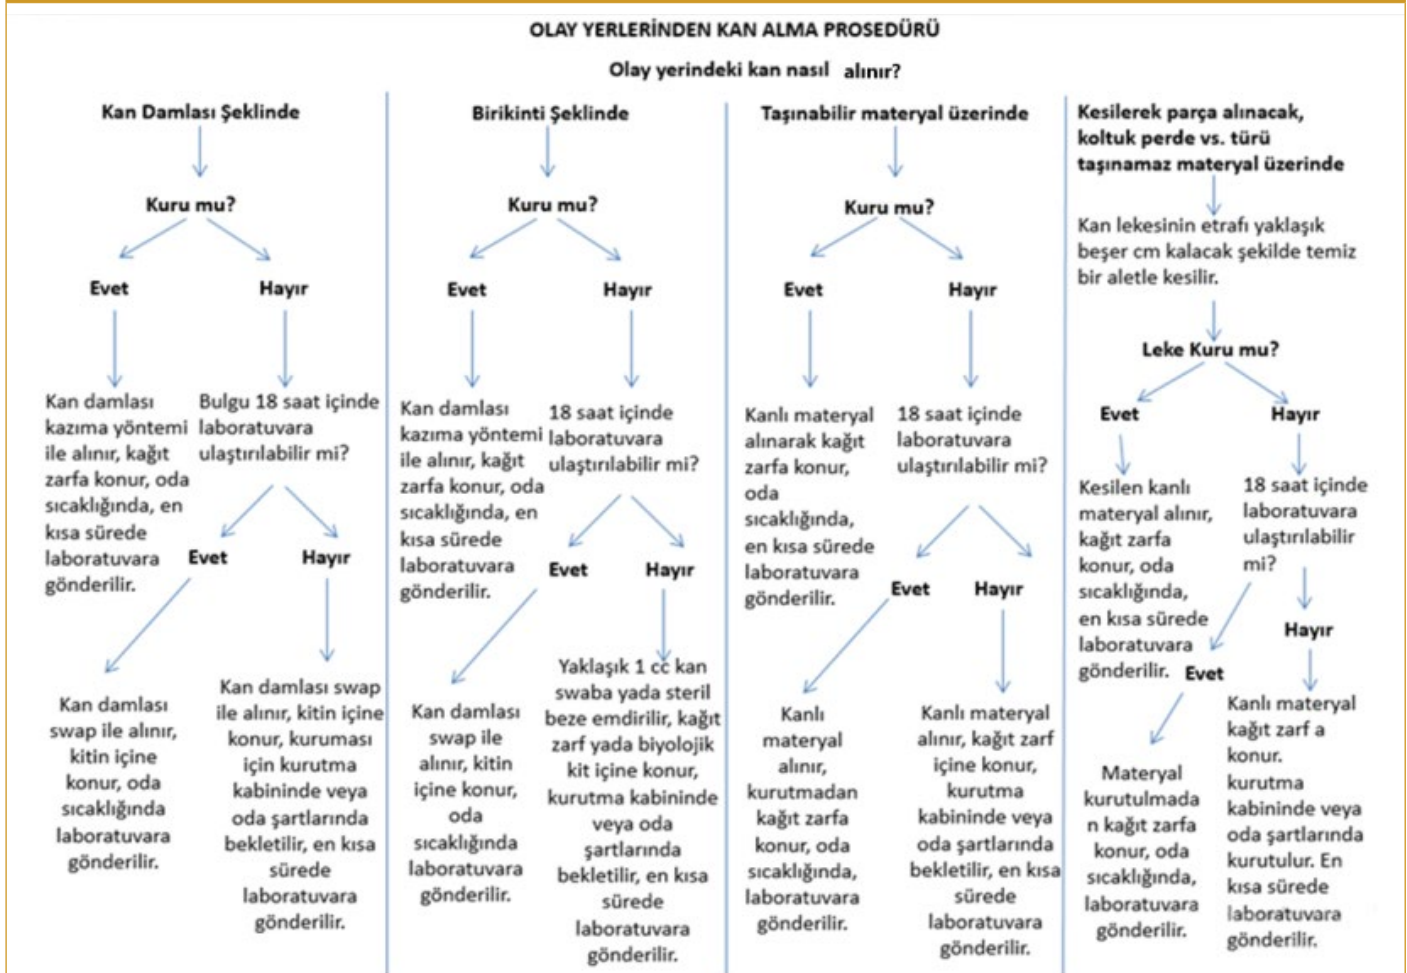 OLAY YERLERİNDEN KAN ALMA PROSEDÜRÜ
Olay yerindeki kan nasıl alınır?
Kan Damlası Şeklinde
Kuru mu?
Evet
Hayır
Kan damlası
kazıma yöntemi
ile alınır, kağıt
zarfa konur, oda
sıcaklığında, en
kısa sürede
laboratuvara
gönderilir.
Bulgu 18 saat içinde
laboratuvara
ulaştırılabilir mi?
Evet
Hayır
Kan damlası
swap ile alınır,
kitin içine
konur, oda
sıcaklığında
laboratuvara
gönderilir.
Kan damlası swap
ile alınır, kitin içine
konur, kuruması
için kurutma
kabininde veya
oda şartlarında
bekletilir, en kısa
sürede
laboratuvara
gönderilir.
Birikinti Şeklinde
Kuru mu?
Evet
Hayır
Kan damlası
kazıma yöntemi
ile alınır, kağıt
zarfa konur, oda
sıcaklığında, en
kısa sürede
laboratuvara
gönderilir.
18 saat içinde
laboratuvara
ulaştırılabilir mi?
Evet
Hayır
Kan damlası
swap ile
alınır, kitin
içine konur,
oda
sıcaklığında
laboratuvara
gönderilir.
Yaklaşık 1 cc kan
swaba yada steril
beze emdirilir, kağıt
zarf yada biyolojik
kit içine konur,
kurutma kabininde
veya oda
şartlarında
bekletilir, en kısa
sürede
laboratuvara
gönderilir.
Taşınabilir materyal üzerinde
Kuru mu?
Evet
Hayır
Kanlı materyal
alınarak kağıt
zarfa konur,
oda
sıcaklığında,
en kısa sürede
laboratuvara
gönderilir.
18 saat içinde
laboratuvara
ulaştırılabilir mi?
Evet
Hayır
Kanlı
materyal
alınır,
kurutmadan
kağıt zarfa
konur, oda
sıcaklığında,
laboratuvara
gönderilir.
Kanlı materyal
alınır, kağıt zarf
içine konur,
kurutma
kabininde veya
oda şartlarında
bekletilir, en kısa
sürede
laboratuvara
gönderilir.
Kesilerek parça alınacak,
koltuk perde vs. türü
taşınamaz materyal üzerinde
Kan lekesinin etrafı yaklaşık
beşer cm kalacak şekilde temiz
bir aletle kesilir.
Leke Kuru mu?
Evet
Hayır
Kesilen kanlı
materyal alınır,
kağıt zarfa
konur, oda
sıcaklığında,
en kısa sürede
laboratuvara
gönderilir.
18 saat içinde
laboratuvara
ulaştırılabilir
mi?
Evet
Hayır
Materyal
kurutulmada
n kağıt zarfa
konur, oda
sıcaklığında,
laboratuvara
gönderilir.
Kanlı materyal
kağıt zarf a
konur.
kurutma
kabininde veya
oda şartlarında
kurutulur. En
kısa sürede
laboratuvara
gönderilir.